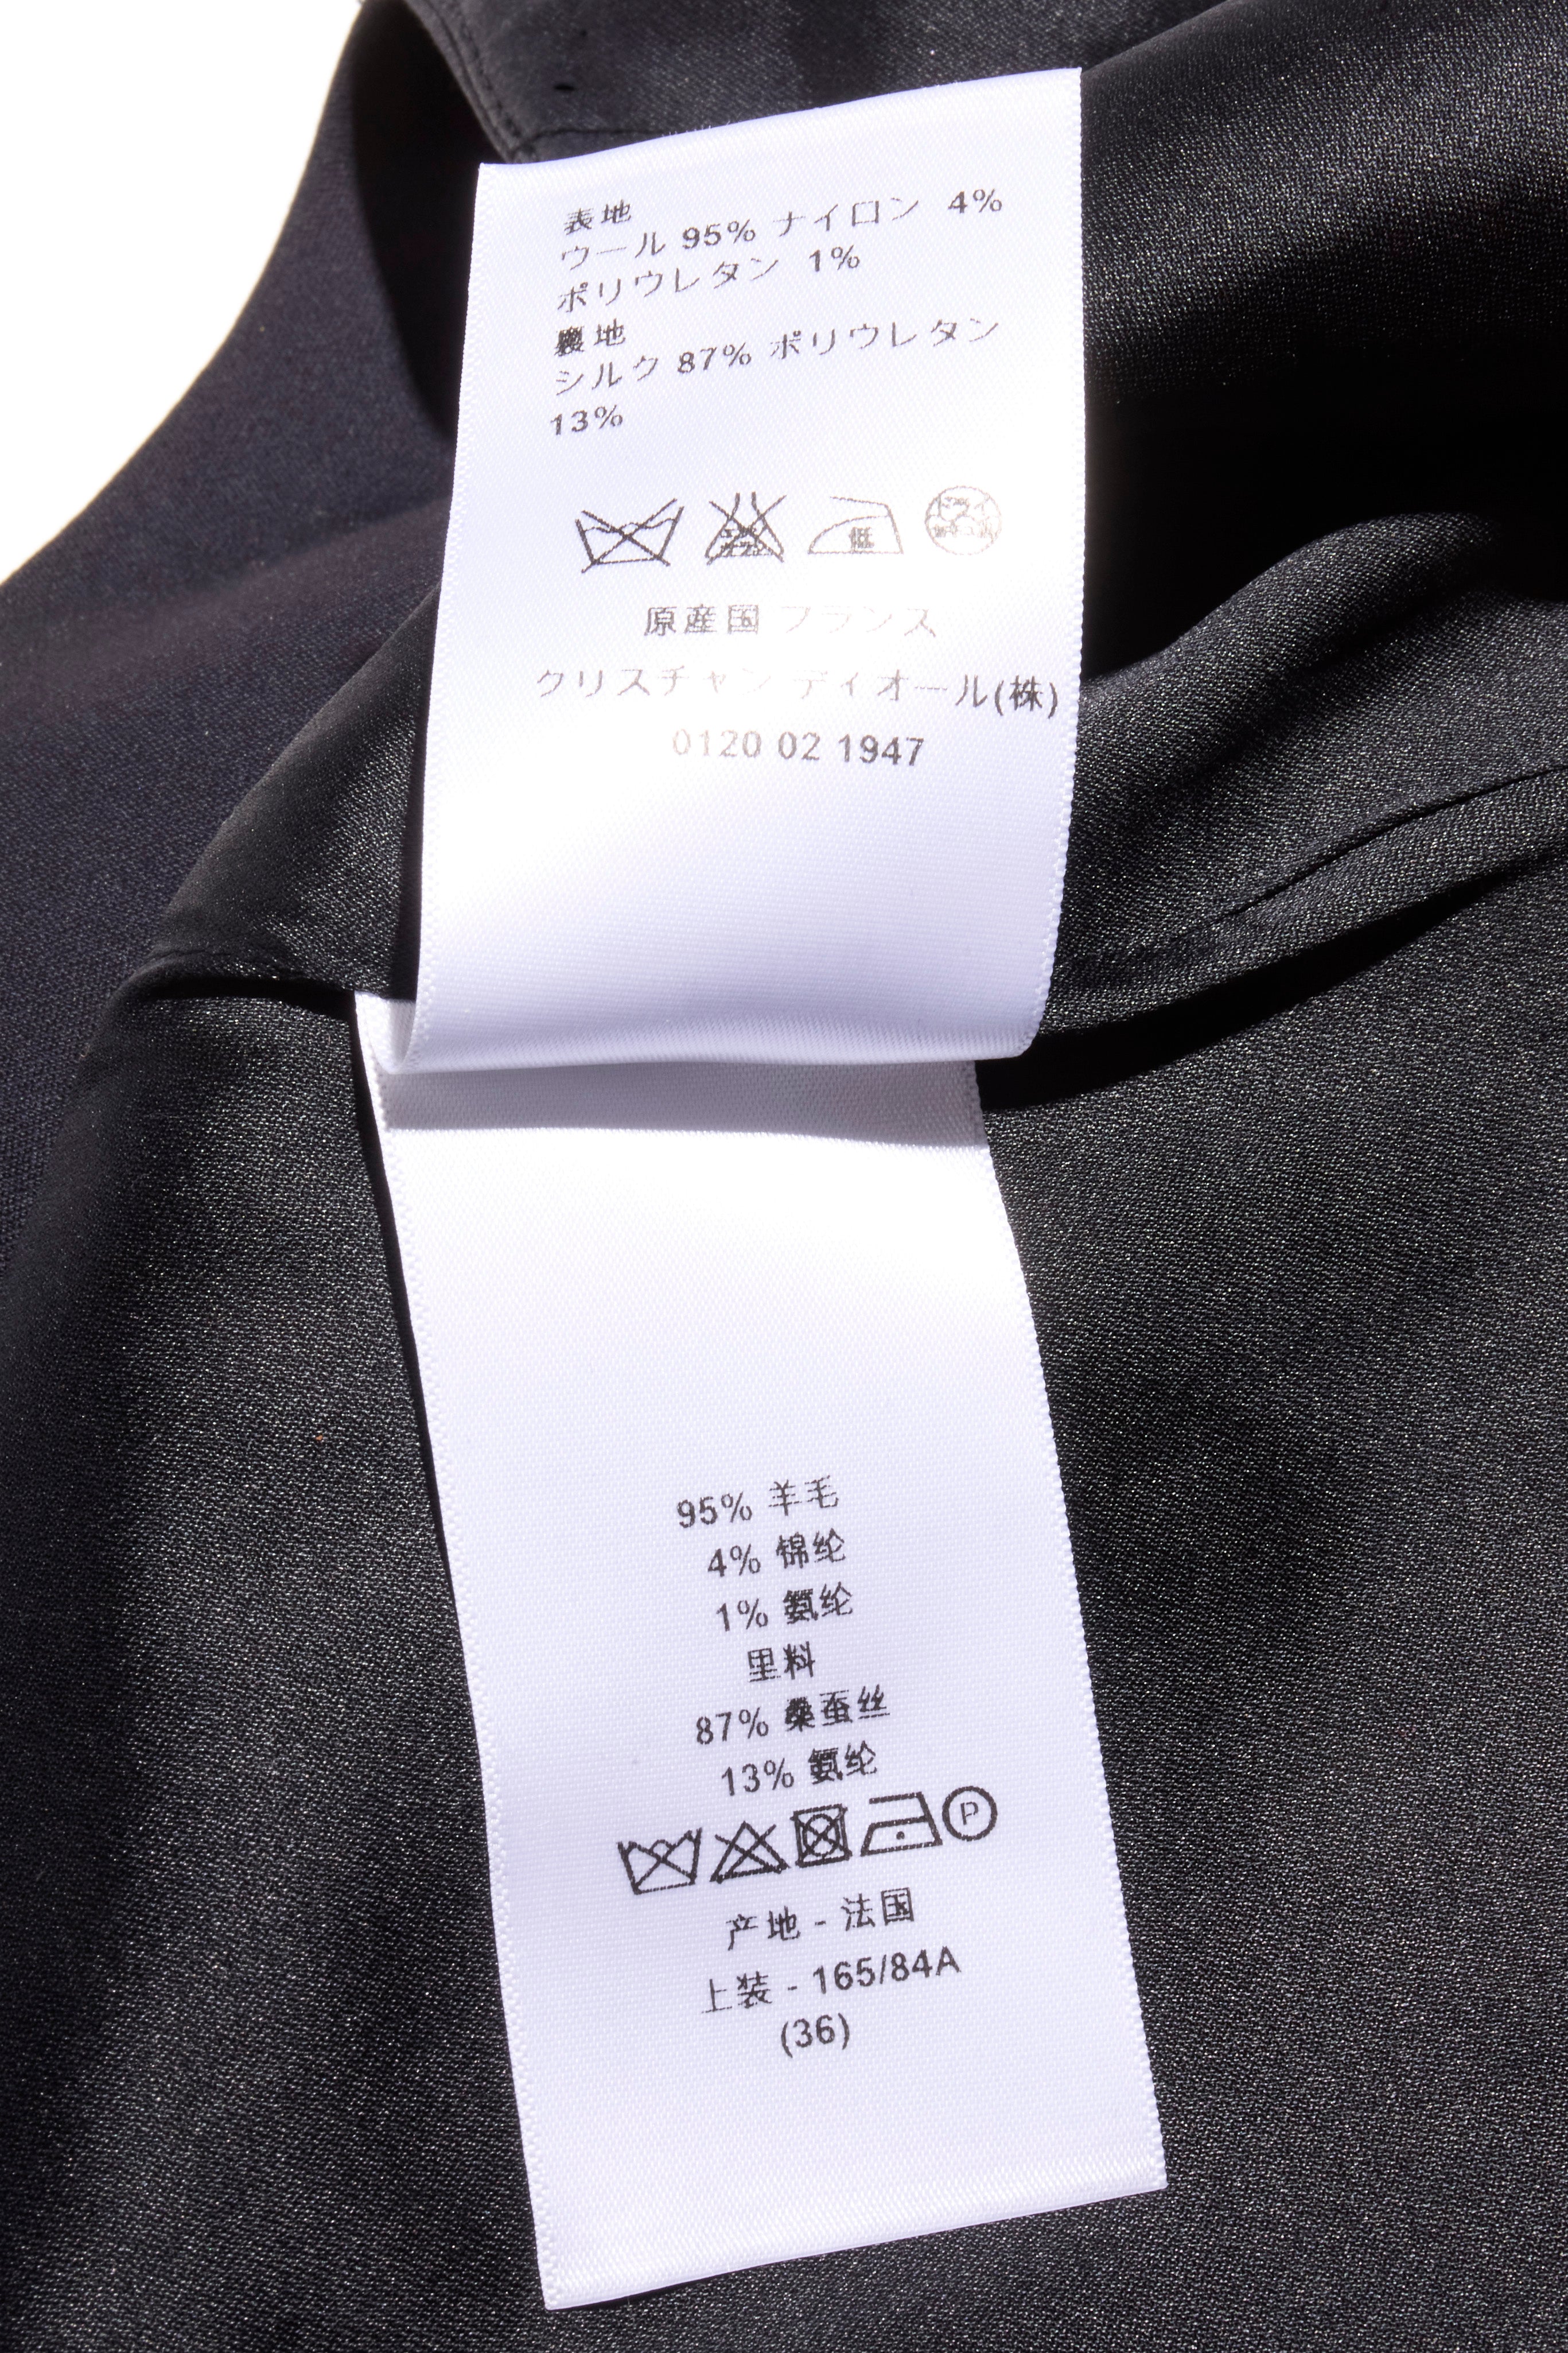 表地
ウール 95% ナイロン 4%
ポリウレタン 1%
裏地
シルク 87% ポリウレタン
13%
低
原産国 フランス
クリスチャン ディオール(株)
0120 02 1947
95% 羊毛
4% 锦纶
1% 氨纶
里料
87% 桑蚕丝
13% 氨纶
P
产地 - 法国
上装 - 165/84A
(36)